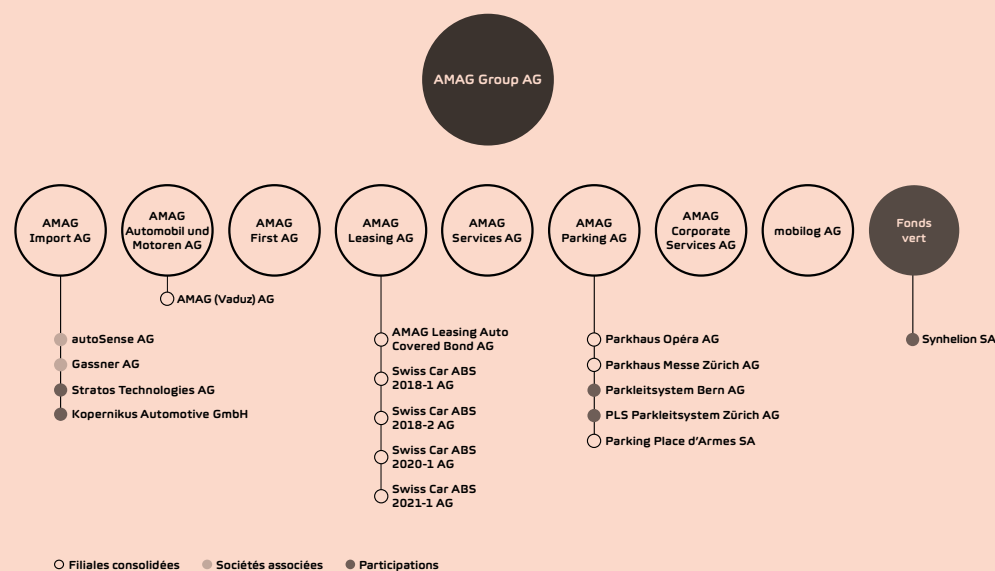 AMAG Group AG
AMAG
Import AG
AMAG
Automobil und
Motoren AG
AMAG
First AG
AMAG
Leasing AG
AMAG
Services AG
AMAG
Parking AG
AMAG
Corporate
Services AG
mobilog AG
Fonds
vert
autoSense AG
Gassner AG
Stratos Technologies AG
Kopernikus Automotive GmbH
AMAG (Vaduz) AG
AMAG Leasing Auto
Covered Bond AG
Swiss Car ABS
2018-1 AG
Swiss Car ABS
2018-2 AG
Swiss Car ABS
2020-1 AG
Swiss Car ABS
2021-1 AG
Parkhaus Opéra AG
Parkhaus Messe Zürich AG
Parkleitsystem Bern AG
PLS Parkleitsystem Zürich AG
Parking Place d’Armes SA
Synhelion SA
Filiales consolidées
Sociétés associées
Participations